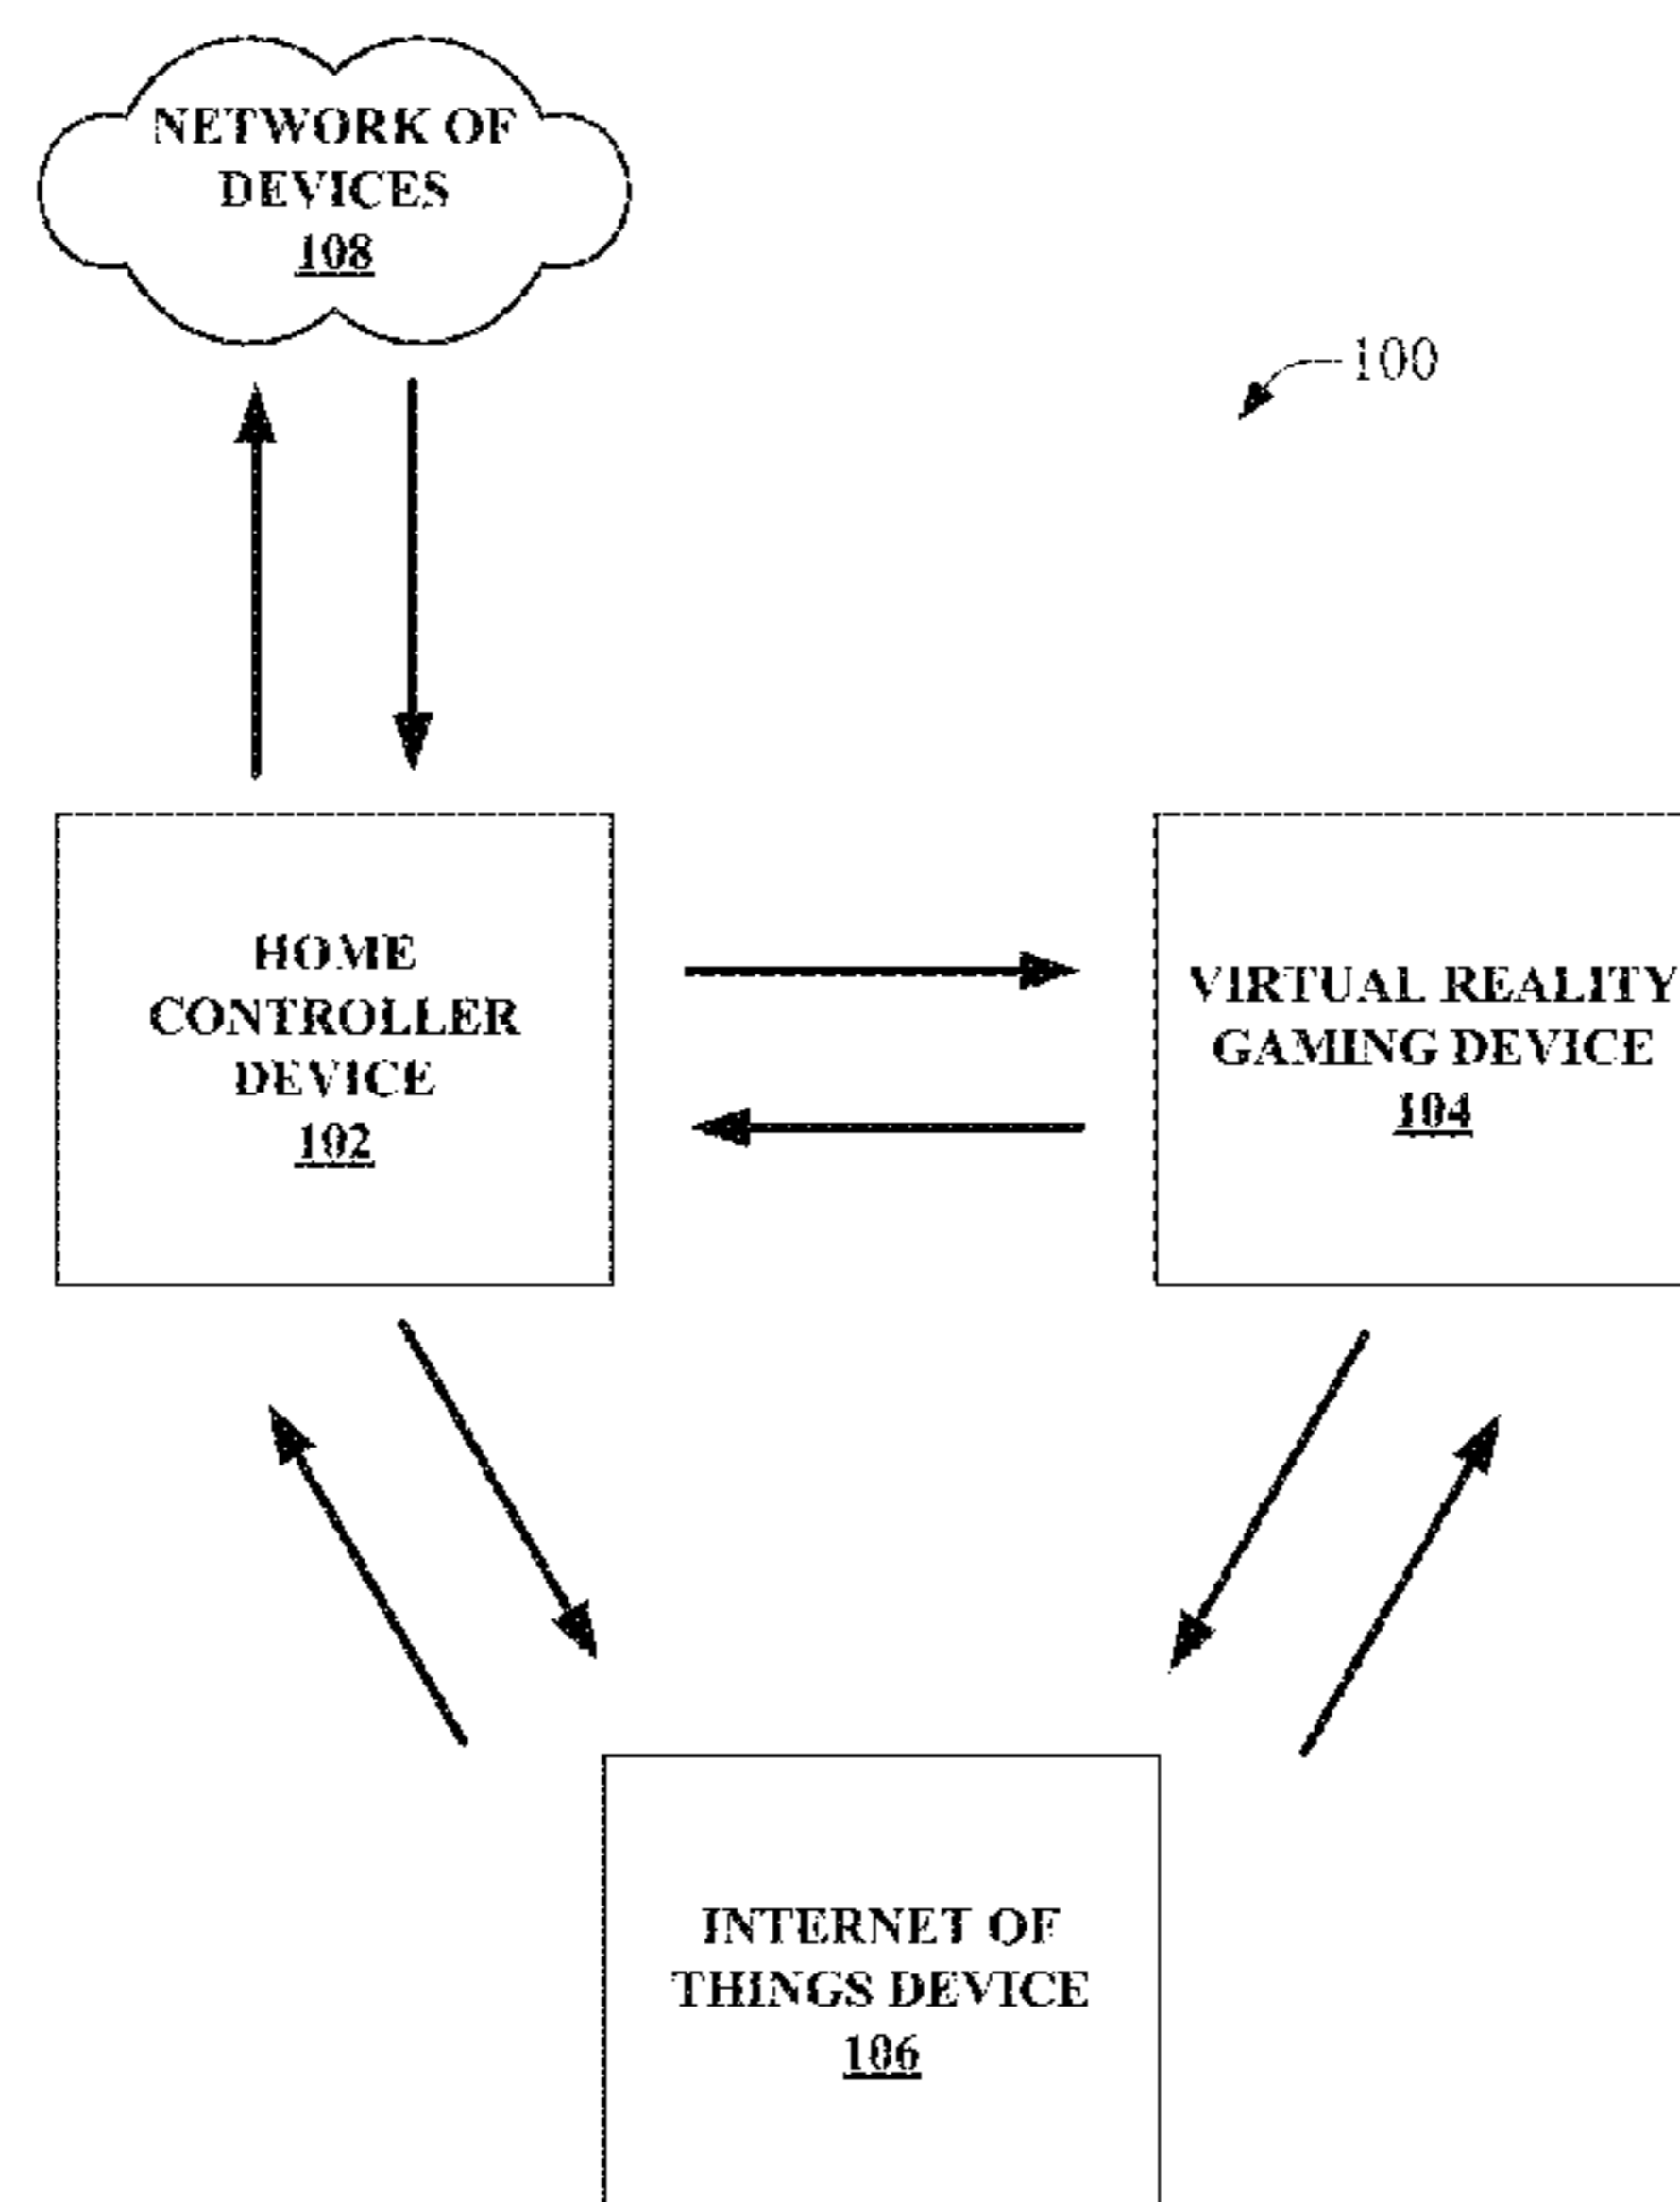 NETWORK OF
DEVICES
108
100
HOME
CONTROLLER
DEVICE
102
VIRTUAL REALITY
GAMING DEVICE
104
INTERNET OF
THINGS DEVICE
106